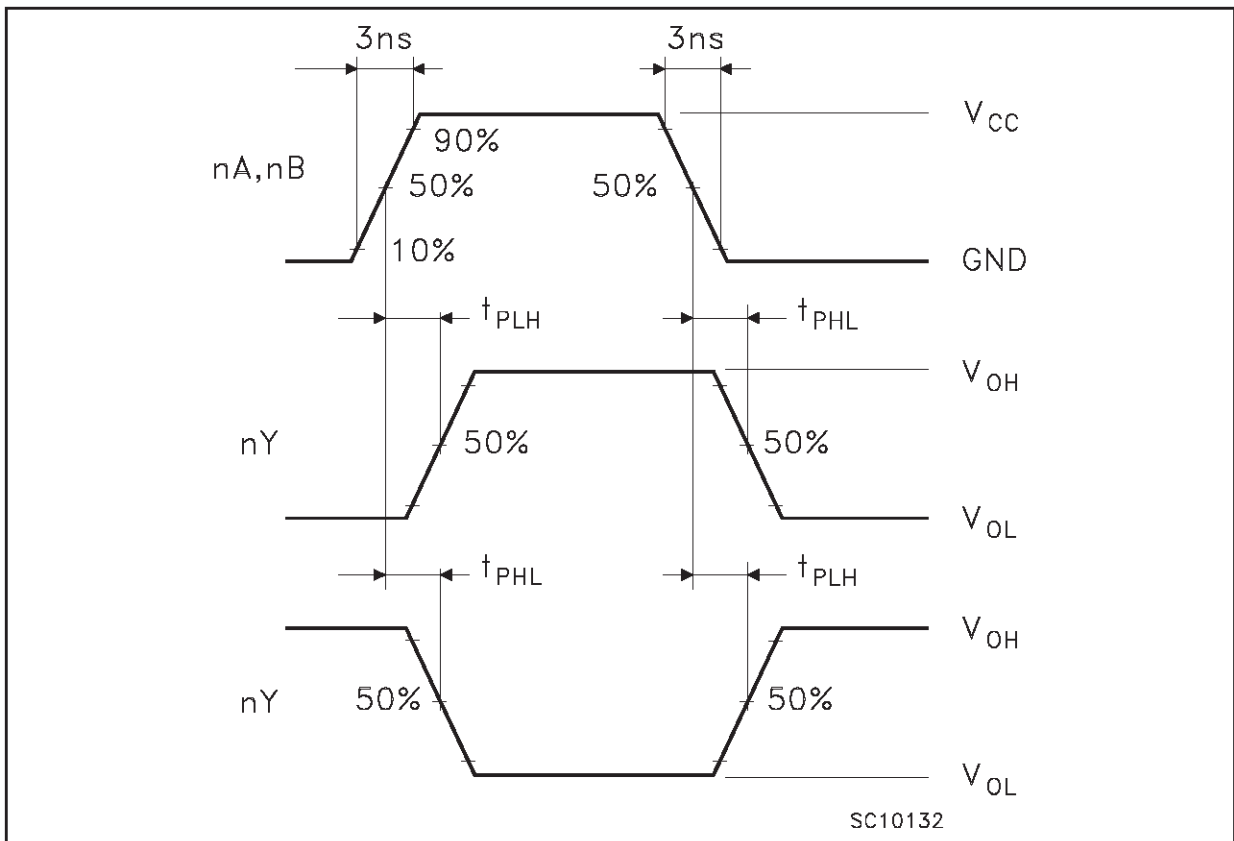 3ns 3ns
V_CC
90%
nA,nB 50% 50%
10% GND
t_PLH t_PHL
V_OH
nY 50% 50%
V_OL
t_PHL t_PLH
V_OH
nY 50% 50%
V_OL
SC10132